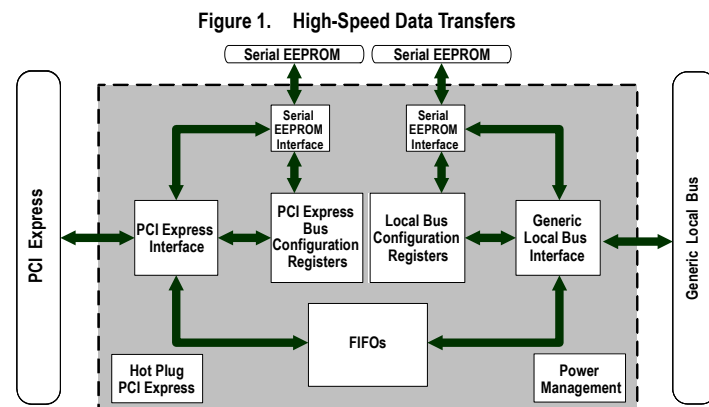 Figure 1. High-Speed Data Transfers
Serial EEPROM
Serial EEPROM
Serial
EEPROM
Interface
Serial
EEPROM
Interface
PCI Express
PCI Express
Interface
PCI Express
Bus
Configuration
Registers
Local Bus
Configuration
Registers
Generic
Local Bus
Interface
Generic Local Bus
FIFOs
Hot Plug
PCI Express
Power
Management